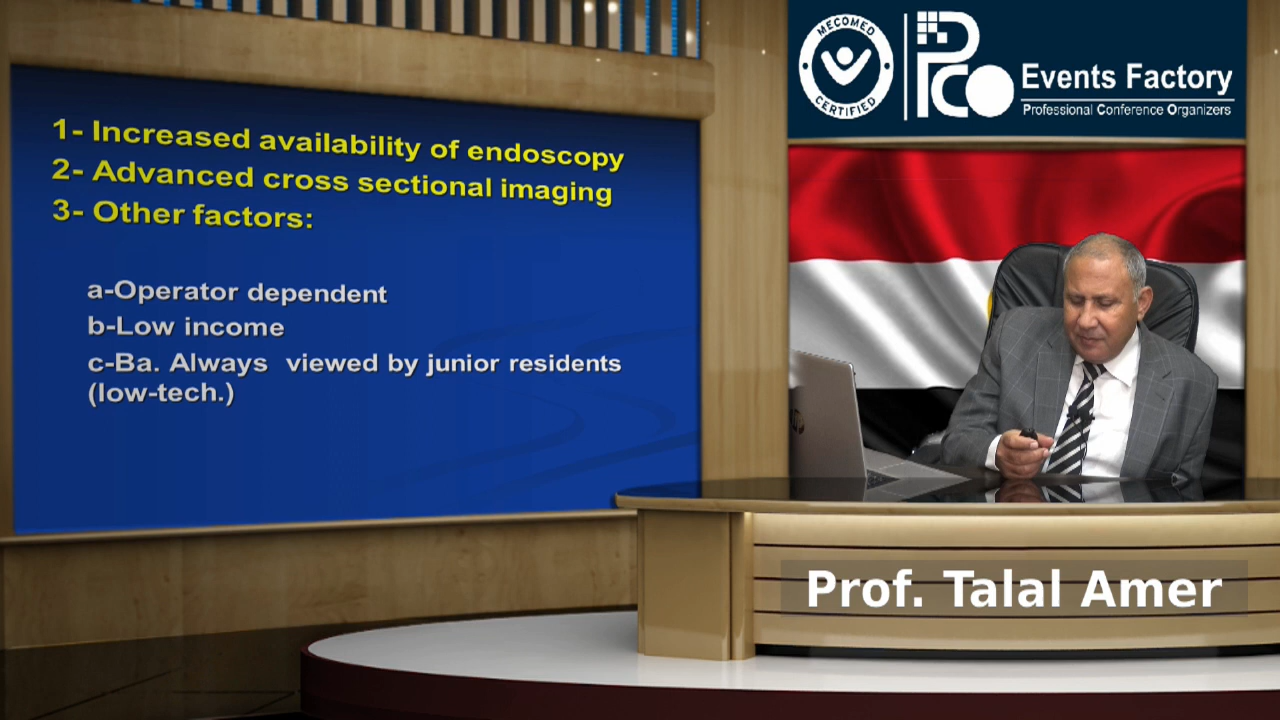 1- Increased availability of endoscopy
2- Advanced cross sectional imaging
3- Other factors:
a-Operator dependent
b-Low income
c-Ba. Always viewed by junior residents
(low-tech.)
MECOMED
CERTIFIED
PCO
Events Factory
Professional Conference Organizers
Prof. Talal Amer